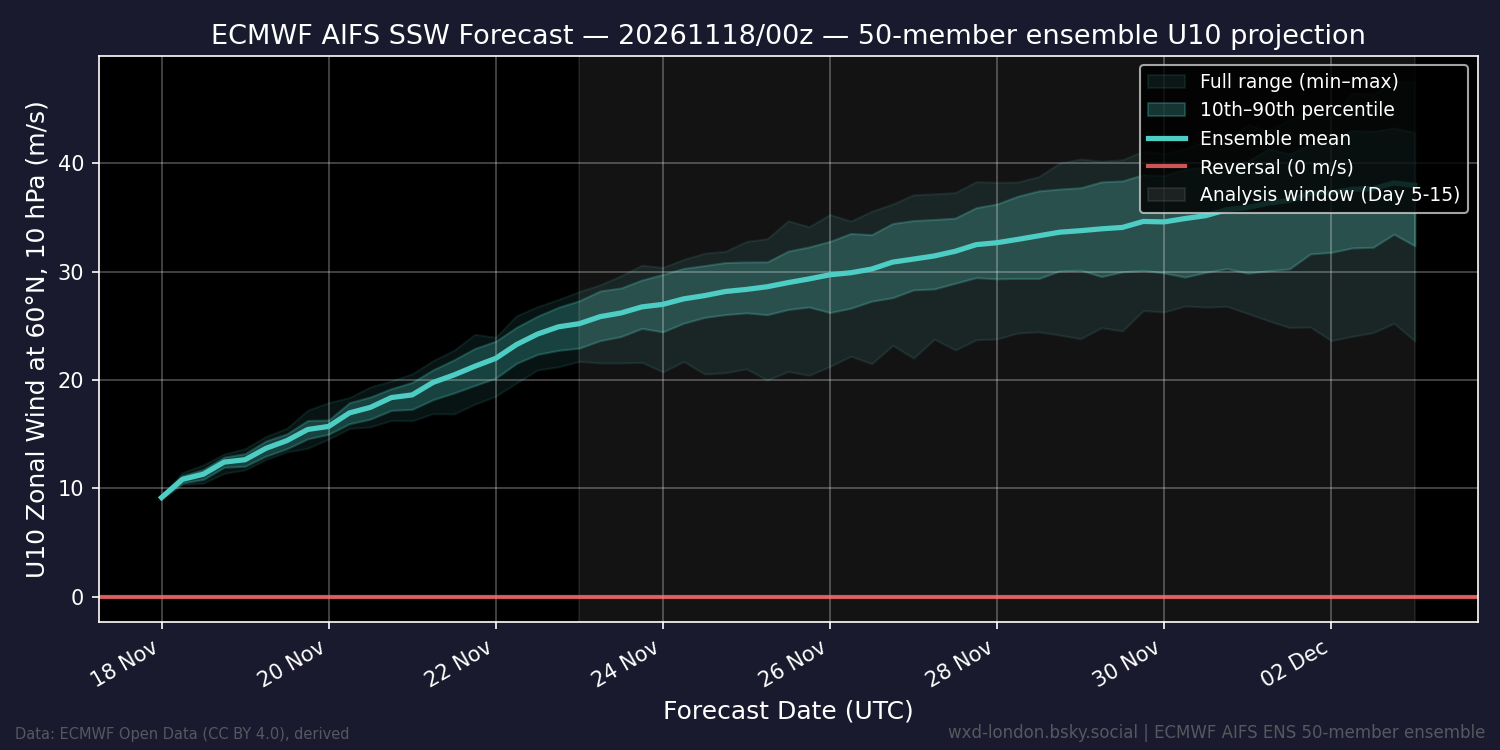 ECMWF AIFS SSW Forecast — 20261118/00z — 50-member ensemble U10 projection
U10 Zonal Wind at 60°N, 10 hPa (m/s)
40
30
20
10
0
Full range (min–max)
10th–90th percentile
Ensemble mean
Reversal (0 m/s)
Analysis window (Day 5-15)
18 Nov
20 Nov
22 Nov
24 Nov
26 Nov
28 Nov
30 Nov
02 Dec
Forecast Date (UTC)
Data: ECMWF Open Data (CC BY 4.0), derived
wxd-london.bsky.social | ECMWF AIFS ENS 50-member ensemble